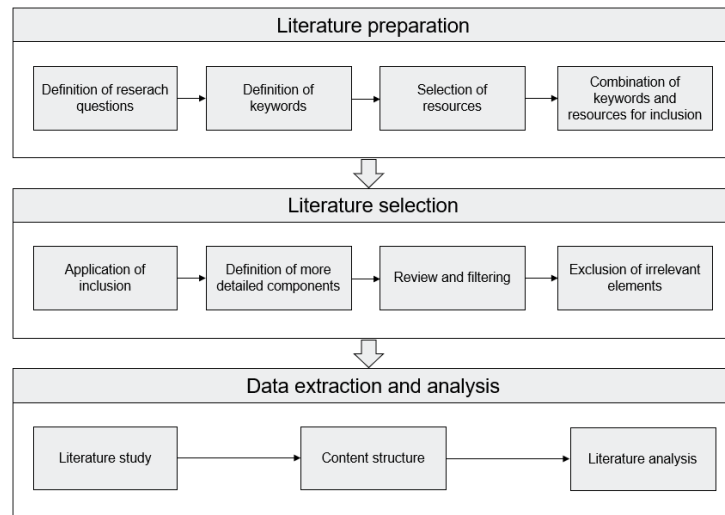 Literature preparation
Definition of reserach
questions
Definition of
keywords
Selection of
resources
Combination of
keywords and
resources for inclusion
Literature selection
Application of
inclusion
Definition of more
detailed components
Review and filtering
Exclusion of irrelevant
elements
Data extraction and analysis
Literature study
Content structure
Literature analysis